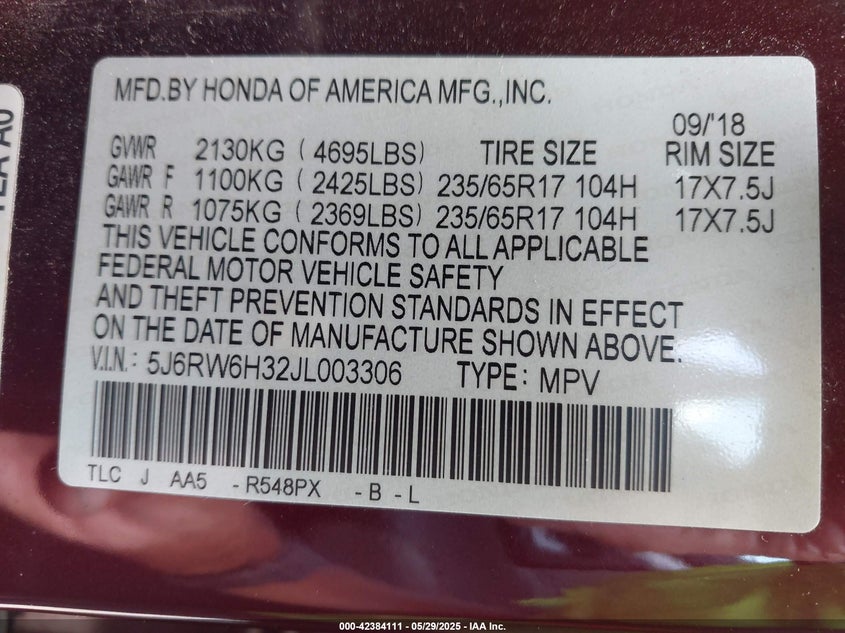 MFD.BY HONDA OF AMERICA MFG.,INC.
09/'18
GVWR 2130KG ( 4695LBS) TIRE SIZE RIM SIZE
GAWR F 1100KG ( 2425LBS) 235/65R17 104H 17X7.5J
GAWR R 1075KG ( 2369LBS) 235/65R17 104H 17X7.5J
THIS VEHICLE CONFORMS TO ALL APPLICABLE
FEDERAL MOTOR VEHICLE SAFETY
AND THEFT PREVENTION STANDARDS IN EFFECT
ON THE DATE OF MANUFACTURE SHOWN ABOVE.
V.I.N.: 5J6RW6H32JL003306 TYPE: MPV
TLC J AA5 -R548PX -B-L
000-42384111 - 05/29/2025 - IAA Inc.